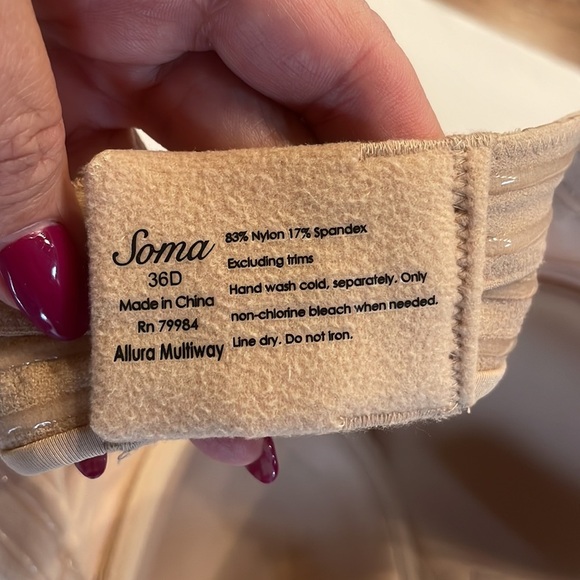 Soma
36D
Made in China
Rn 79984
Allura Multiway
83% Nylon 17% Spandex
Excluding trims
Hand wash cold, separately. Only
non-chlorine bleach when needed.
Line dry. Do not iron.